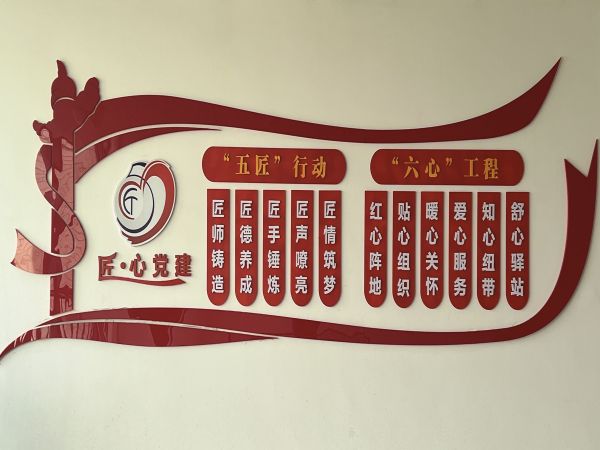 匠·心党建
“五匠”行动
匠师铸造
匠德养成
匠手锤炼
匠声嘹亮
匠情筑梦
“六心”工程
红心阵地
贴心组织
暖心关怀
爱心服务
知心纽带
舒心驿站